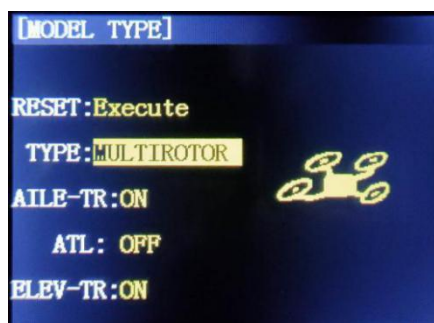 [MODEL TYPE]
RESET:Execute
TYPE:MULTIROTOR
AILE-TR:ON
ATL: OFF
ELEV-TR:ON